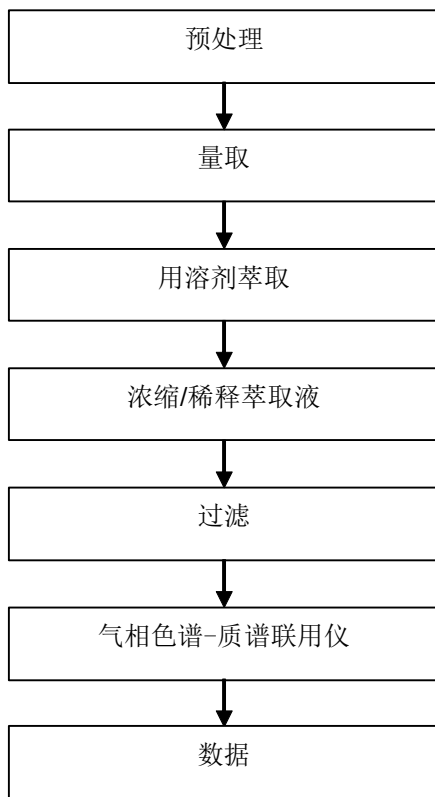 预处理
量取
用溶剂萃取
浓缩/稀释萃取液
过滤
气相色谱-质谱联用仪
数据